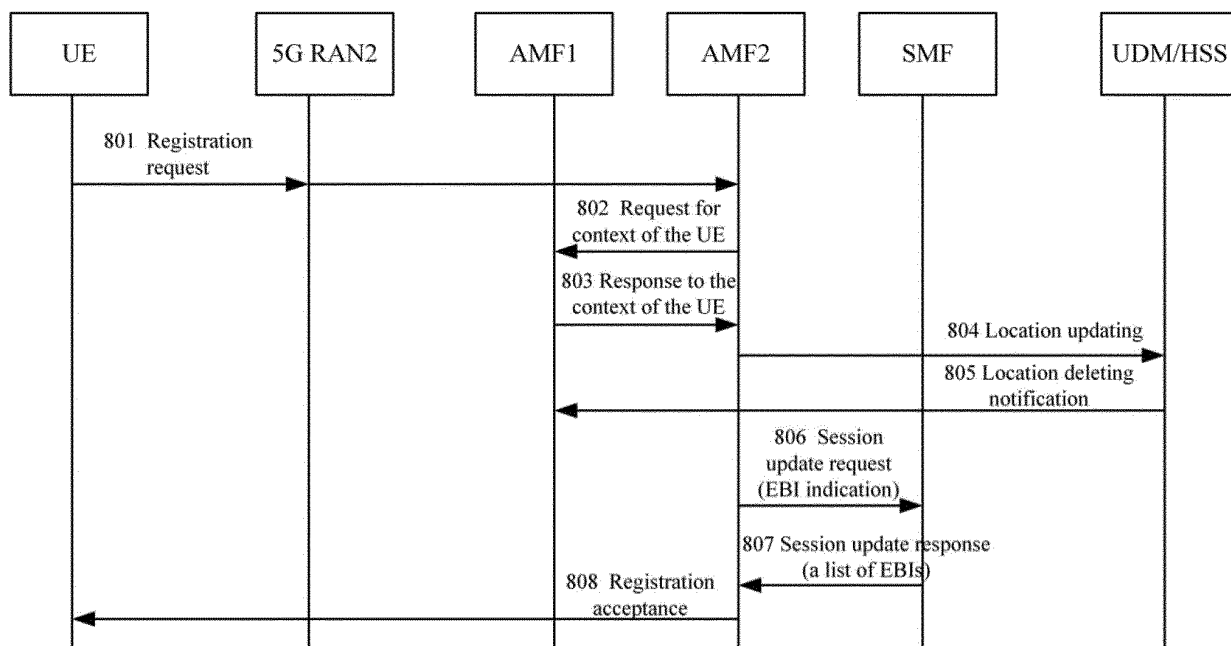 UE
5G RAN2
AMF1
AMF2
SMF
UDM/HSS
801 Registration
request
802 Request for
context of the UE
803 Response to the
context of the UE
804 Location updating
805 Location deleting
notification
806 Session
update request
(EBI indication)
807 Session update response
(a list of EBIs)
808 Registration
acceptance